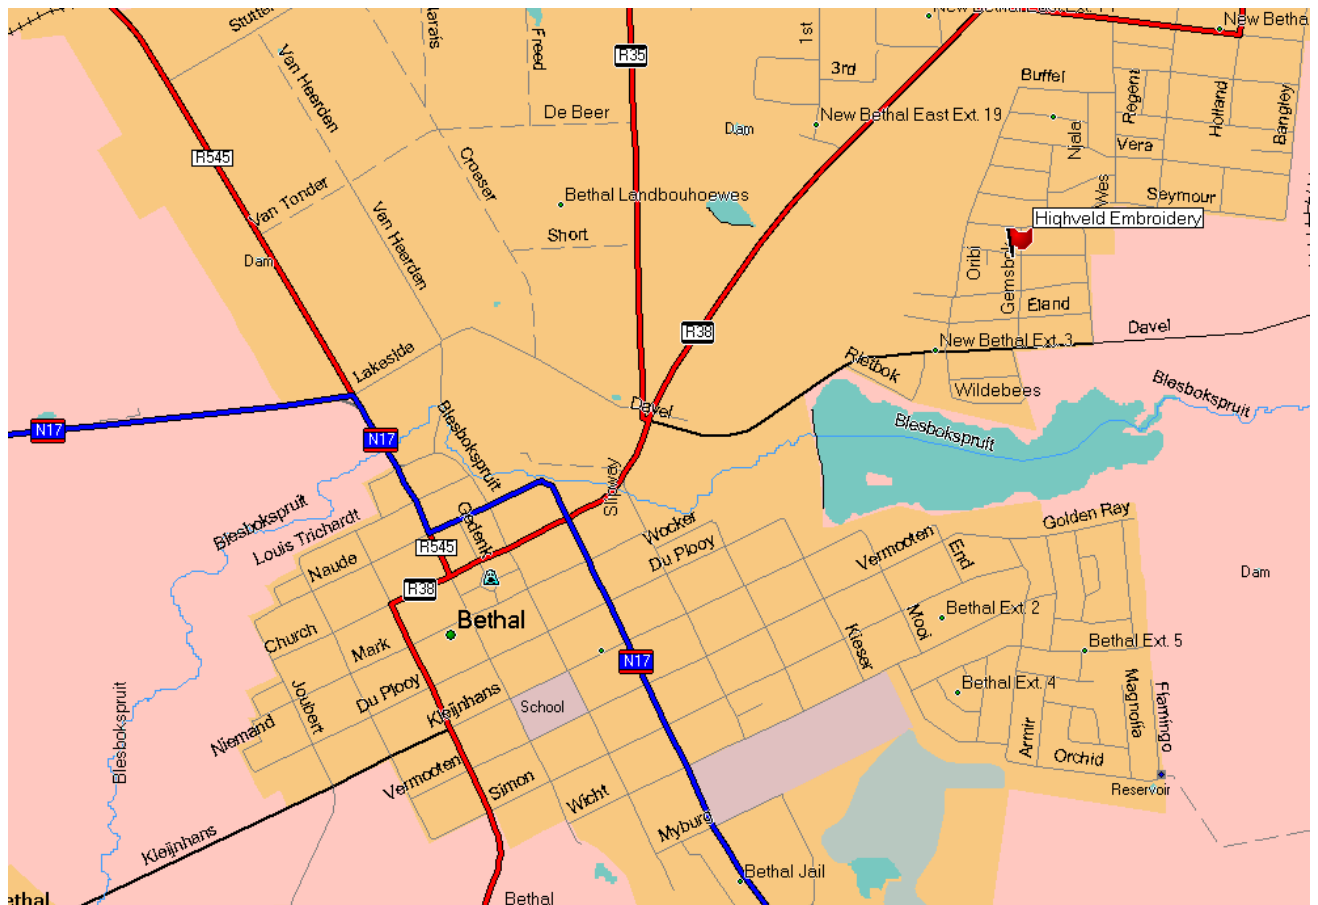 Stutter
Marais
Freed
1st
New Bethal East Ext. 11
New Betha
R35
3rd
Buffel
Van Heerden
Regent
Holland
Bangley
De Beer
New Bethal East Ext. 19
Dam
Njala
Vera
R545
Croeser
Van Tonder
Bethal Landbouhoewes
Wes
Seymour
Highveld Embroidery
Van Heerden
Short
Dam
Oribi
Gemsbok
Eland
R38
Davel
New Bethal Ext. 3
Lakeside
Rietbok
Wildebees
Blesbokspruit
Davel
N17
N17
Blesbokspruit
Blesbokspruit
Slipway
Blesbokspruit
Louis Trichardt
Gedenk
Wocker
Golden Ray
R545
Naude
Du Plooy
Vermooten
End
Dam
R38
Bethal
Church
Mark
Mooi
Bethal Ext. 2
Kieser
Bethal Ext. 5
N17
Joubert
Du Plooy
Kleijnhans
School
Bethal Ext. 4
Magnolia
Flamingo
Blesbokspruit
Niemand
Armir
Orchid
Vermooten
Simon
Wicht
Reservoir
Myburg
Kleijnhans
Bethal Jail
ethal
Bethal